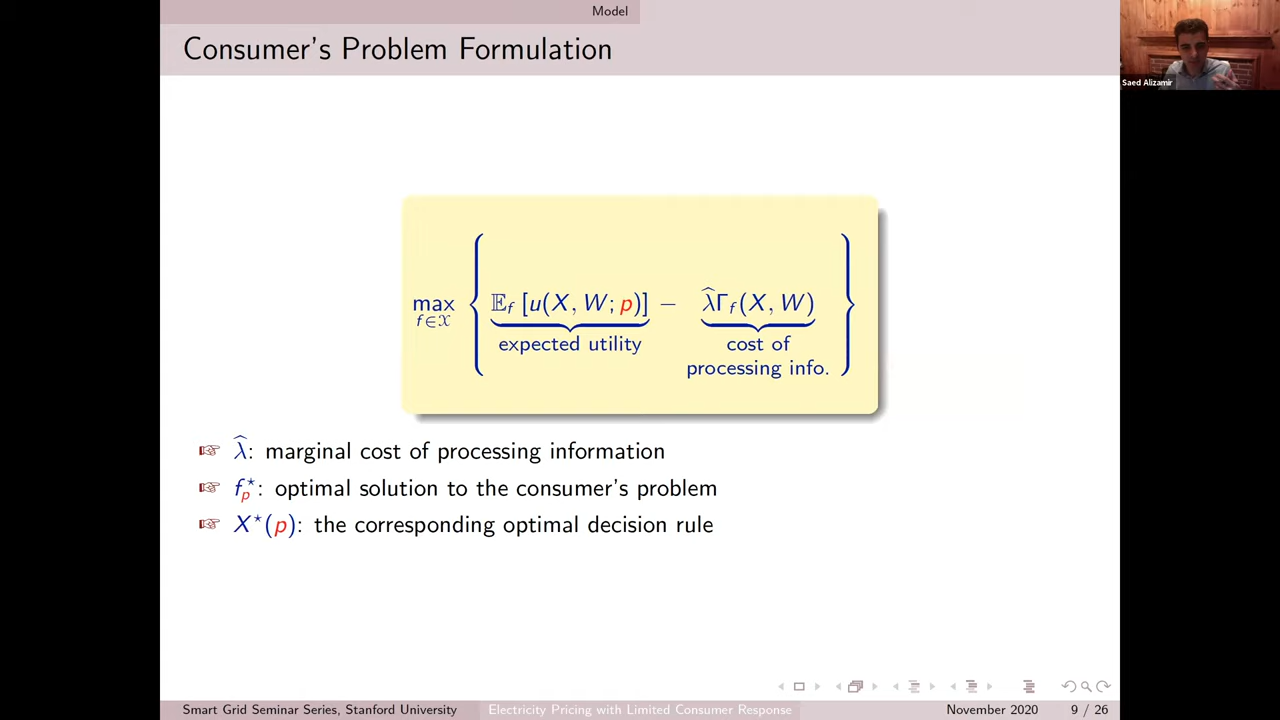 Model
Consumer's Problem Formulation
Saed Alizamir
max f∈𝒳 { 𝔼_f [u(X, W; p)] − λ̂Γ_f(X, W) }
expected utility
cost of
processing info.
λ̂: marginal cost of processing information
f_p^⋆: optimal solution to the consumer's problem
X^⋆(p): the corresponding optimal decision rule
Smart Grid Seminar Series, Stanford University
Electricity Pricing with Limited Consumer Response
November 2020
9 / 26